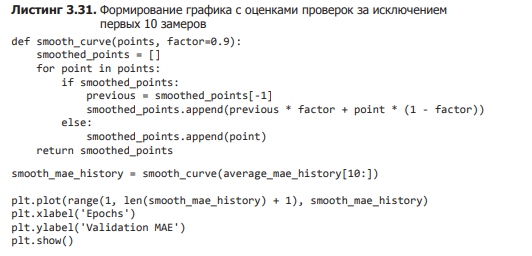 Листинг 3.31. Формирование графика с оценками проверок за исключением
первых 10 замеров
def smooth_curve(points, factor=0.9):
    smoothed_points = []
    for point in points:
        if smoothed_points:
            previous = smoothed_points[-1]
            smoothed_points.append(previous * factor + point * (1 - factor))
        else:
            smoothed_points.append(point)
    return smoothed_points
smooth_mae_history = smooth_curve(average_mae_history[10:])
plt.plot(range(1, len(smooth_mae_history) + 1), smooth_mae_history)
plt.xlabel('Epochs')
plt.ylabel('Validation MAE')
plt.show()